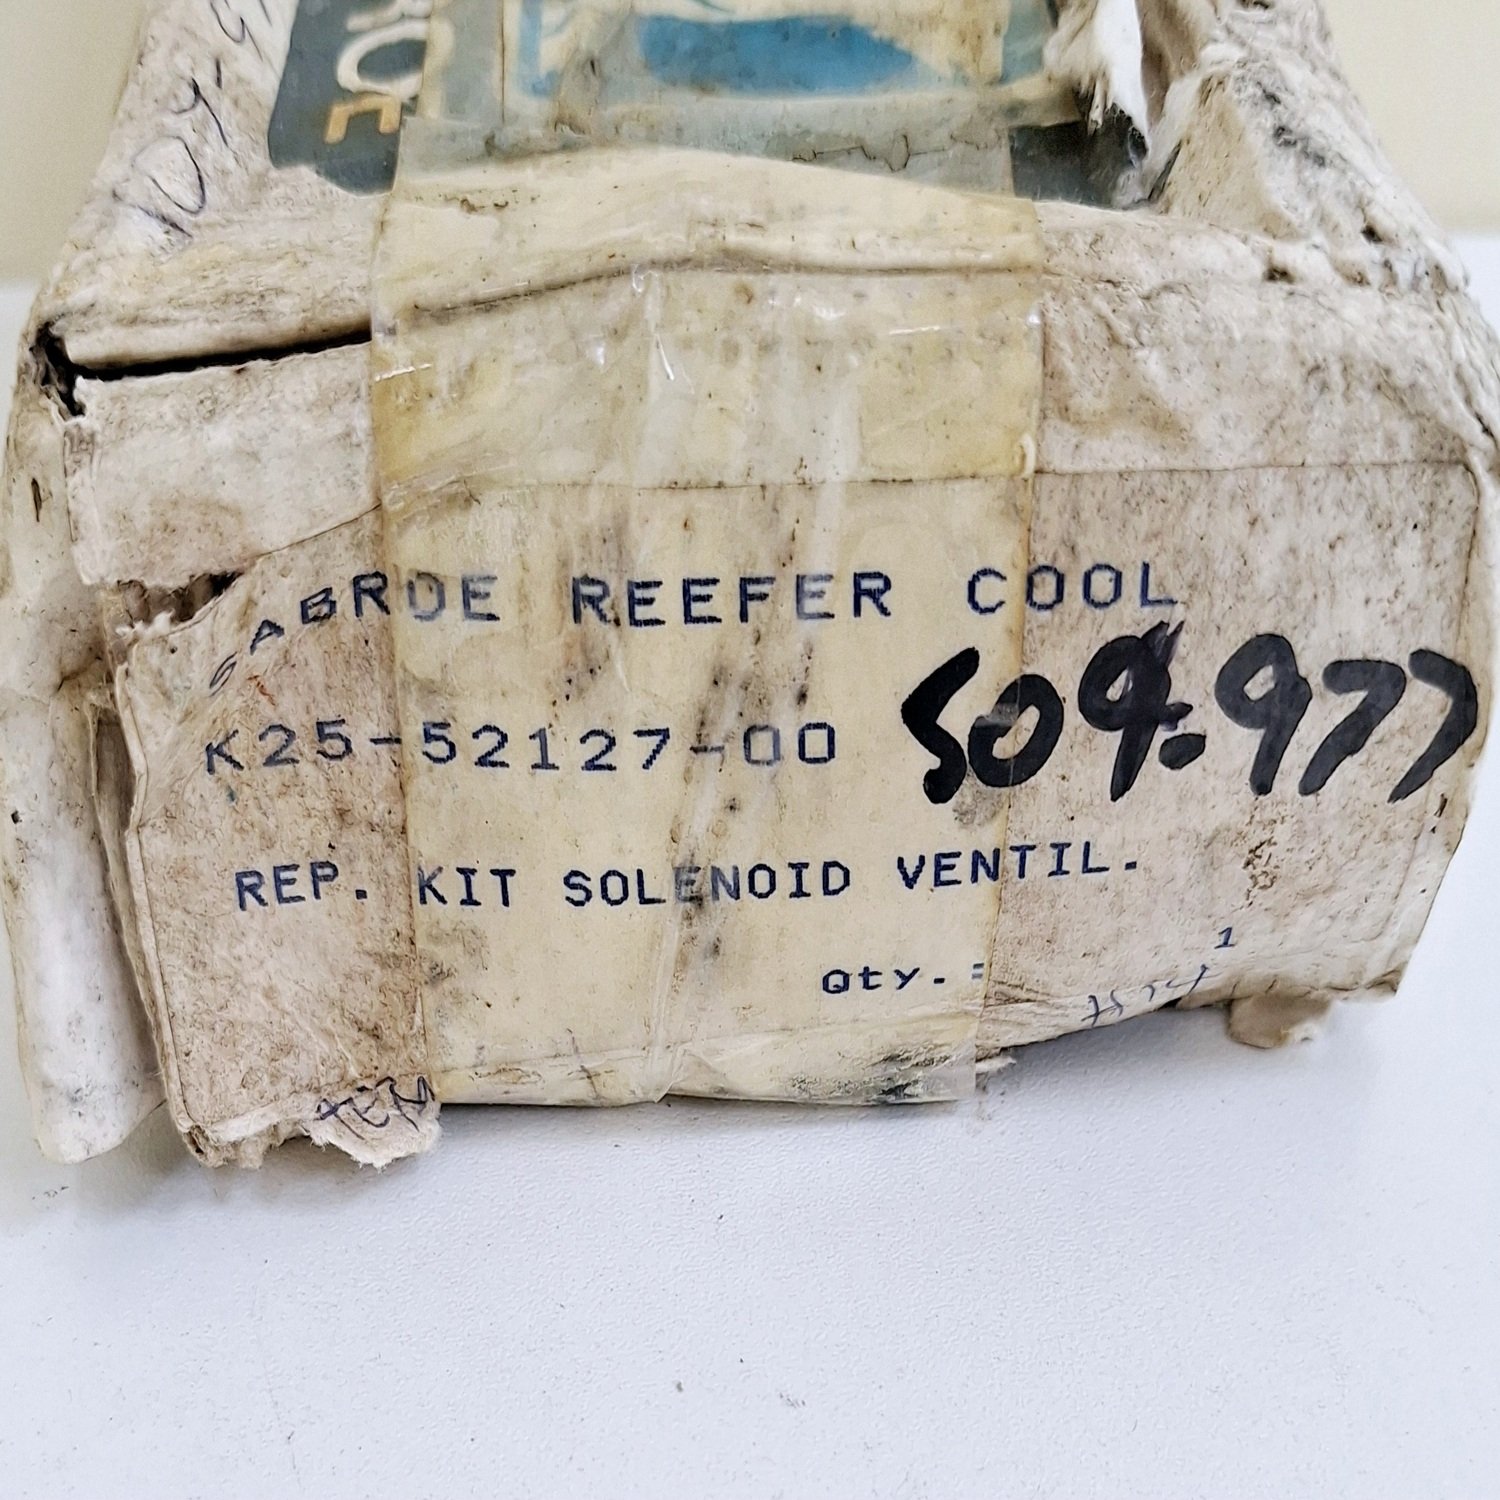 SABROE REEFER COOL
K25-52127-00
509.977
REP. KIT SOLENOID VENTIL.
Qty. = 1